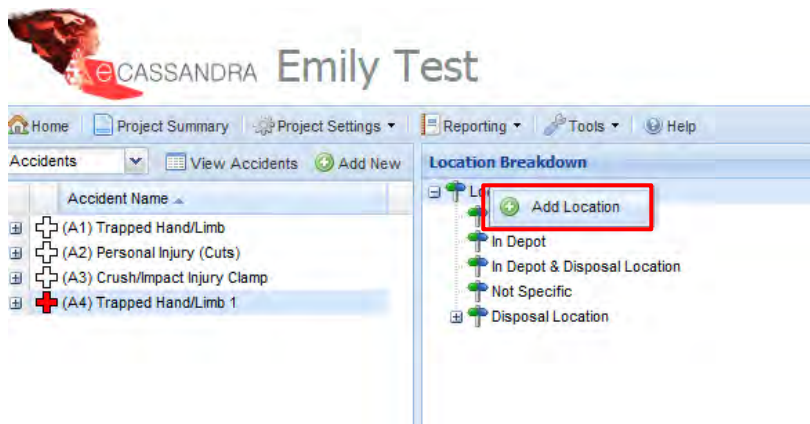 eCASSANDRA Emily Test
Home Project Summary Project Settings Reporting Tools Help
Accidents View Accidents Add New
Location Breakdown
Accident Name
(A1) Trapped Hand/Limb
(A2) Personal Injury (Cuts)
(A3) Crush/Impact Injury Clamp
(A4) Trapped Hand/Limb 1
Add Location
In Depot
In Depot & Disposal Location
Not Specific
Disposal Location